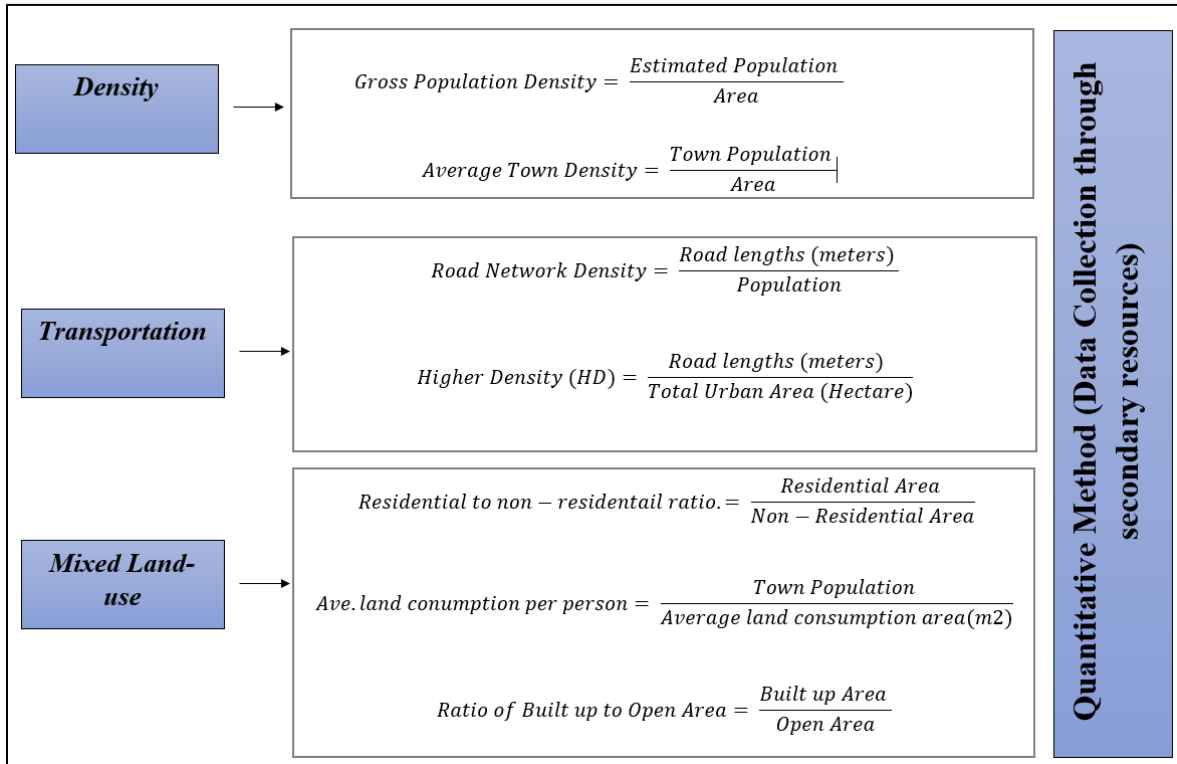 Density
Gross Population Density = Estimated Population / Area
Average Town Density = Town Population / Area
Transportation
Road Network Density = Road lengths (meters) / Population
Higher Density (HD) = Road lengths (meters) / Total Urban Area (Hectare)
Mixed Land-
use
Residential to non − residentail ratio. = Residential Area / Non − Residential Area
Ave. land conumption per person = Town Population / Average land consumption area(m2)
Ratio of Built up to Open Area = Built up Area / Open Area
Quantitative Method (Data Collection through
secondary resources)